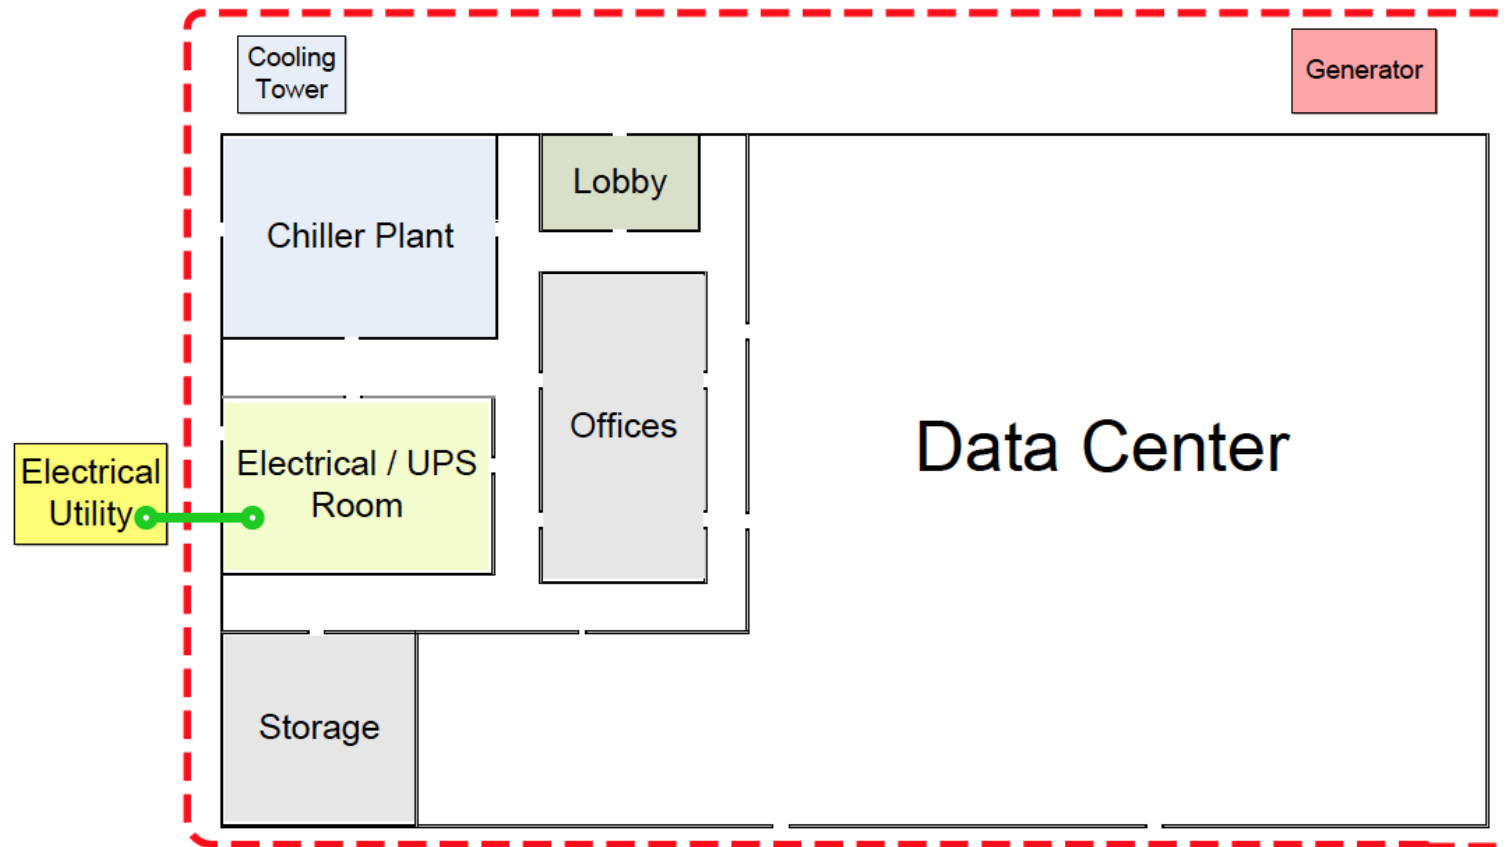 Cooling
Tower
Generator
Lobby
Chiller Plant
Offices
Data Center
Electrical / UPS
Room
Electrical
Utility
Storage